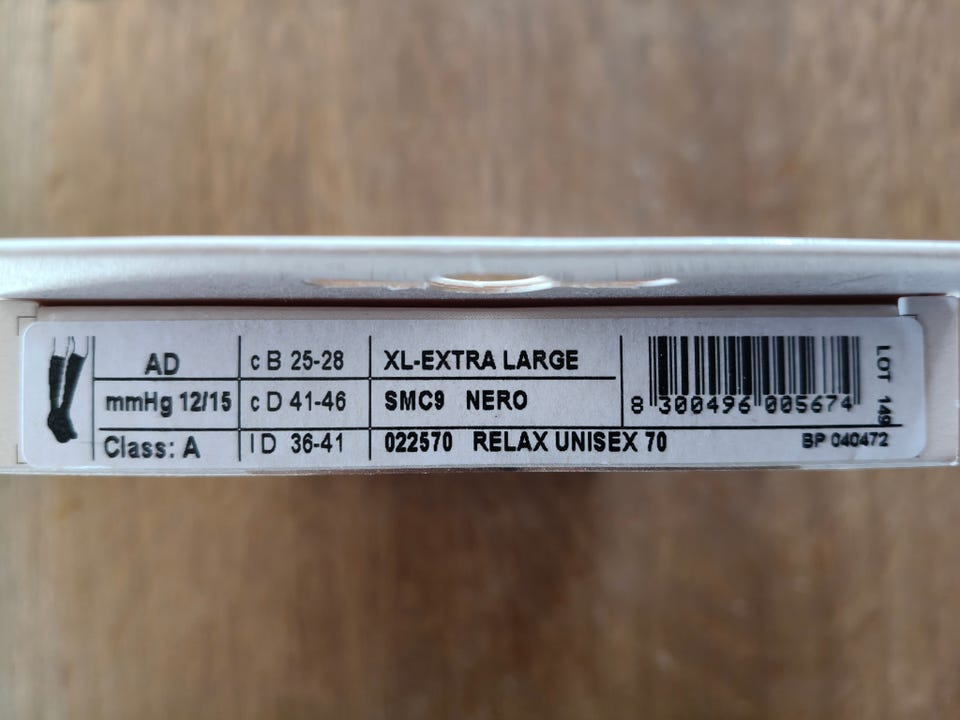 AD
mmHg 12/15
Class: A
c B 25-28
c D 41-46
l D 36-41
XL-EXTRA LARGE
SMC9 NERO
022570 RELAX UNISEX 70
8 300496 005674
BP 040472
LOT 149